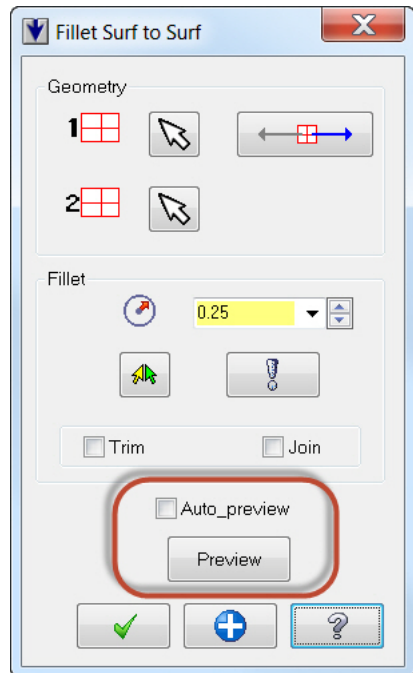 Fillet Surf to Surf
Geometry
1
2
Fillet
0.25
Trim Join
Auto_preview
Preview